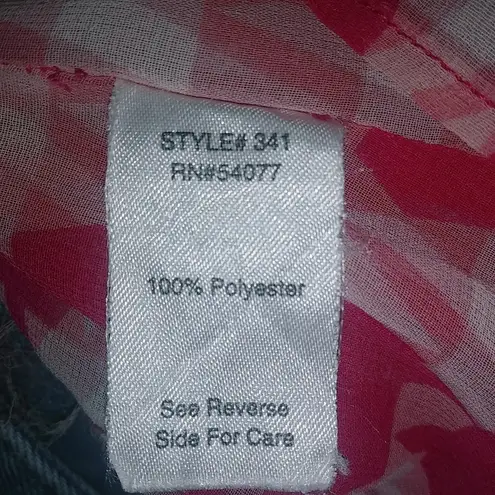 STYLE# 341
RN#54077
100% Polyester
See Reverse
Side For Care